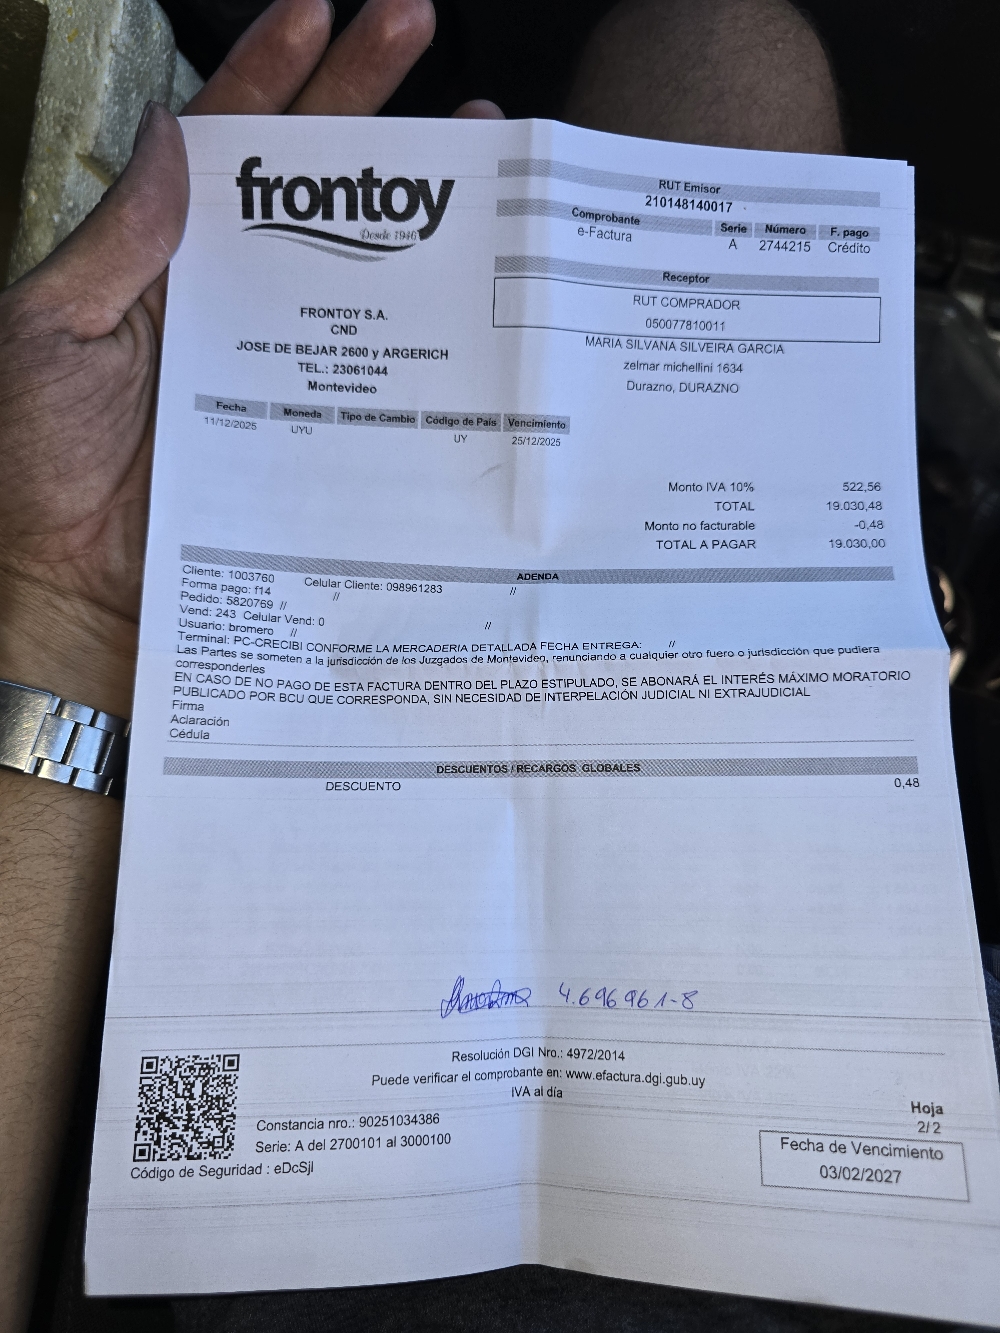 frontoy
Desde 1946
RUT Emisor
210148140017
Comprobante Serie Número F. pago
e-Factura A 2744215 Crédito
Receptor
RUT COMPRADOR
050077810011
MARIA SILVANA SILVEIRA GARCIA
zelmar michellini 1634
Durazno, DURAZNO
FRONTOY S.A.
CND
JOSE DE BEJAR 2600 y ARGERICH
TEL.: 23061044
Montevideo
Fecha Moneda Tipo de Cambio Código de País Vencimiento
11/12/2025 UYU UY 25/12/2025
Monto IVA 10% 522,56
TOTAL 19.030,48
Monto no facturable -0,48
TOTAL A PAGAR 19.030,00
ADENDA
Cliente: 1003760 Celular Cliente: 098961283 //
Forma pago: f14 //
Pedido: 5820769 //
Vend: 243 Celular Vend: 0 //
Usuario: bromero //
Terminal: PC-CRECIBI CONFORME LA MERCADERIA DETALLADA FECHA ENTREGA: //
Las Partes se someten a la jurisdicción de los Juzgados de Montevideo, renunciando a cualquier otro fuero o jurisdicción que pudiera
corresponderles
EN CASO DE NO PAGO DE ESTA FACTURA DENTRO DEL PLAZO ESTIPULADO, SE ABONARÁ EL INTERÉS MÁXIMO MORATORIO
PUBLICADO POR BCU QUE CORRESPONDA, SIN NECESIDAD DE INTERPELACIÓN JUDICIAL NI EXTRAJUDICIAL
Firma
Aclaración
Cédula
DESCUENTOS / RECARGOS GLOBALES
DESCUENTO 0,48
4.696961-8
Resolución DGI Nro.: 4972/2014
Puede verificar el comprobante en: www.efactura.dgi.gub.uy
IVA al día
Constancia nro.: 90251034386
Serie: A del 2700101 al 3000100
Código de Seguridad : eDcSjl
Hoja
2/2
Fecha de Vencimiento
03/02/2027